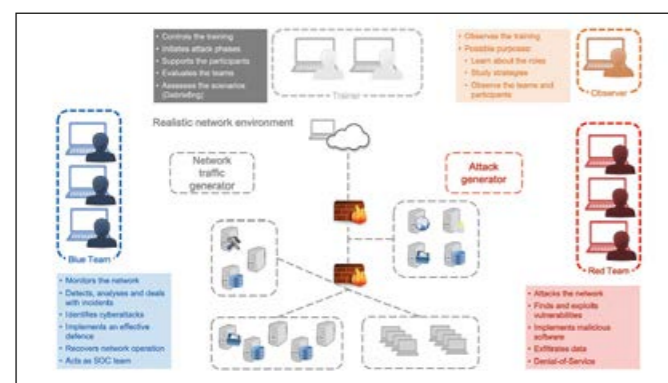 • Controls the training
• Initiates attack phases
• Supports the participants
• Evaluates the teams
• Assesses the scenarios
(Debriefing)
Trainer
• Observes the training
• Possible purposes:
• Learn about the roles
• Study strategies
• Observe the teams and
participants
Observer
Realistic network environment
Network
traffic
generator
Attack
generator
Blue Team
• Monitors the network
• Detects, analyses and deals
with incidents
• Identifies cyberattacks
• Implements an effective
defence
• Recovers network operation
• Acts as SOC team
Red Team
• Attacks the network
• Finds and exploits
vulnerabilities
• Implements malicious
software
• Exfiltrates data
• Denial-of-Service